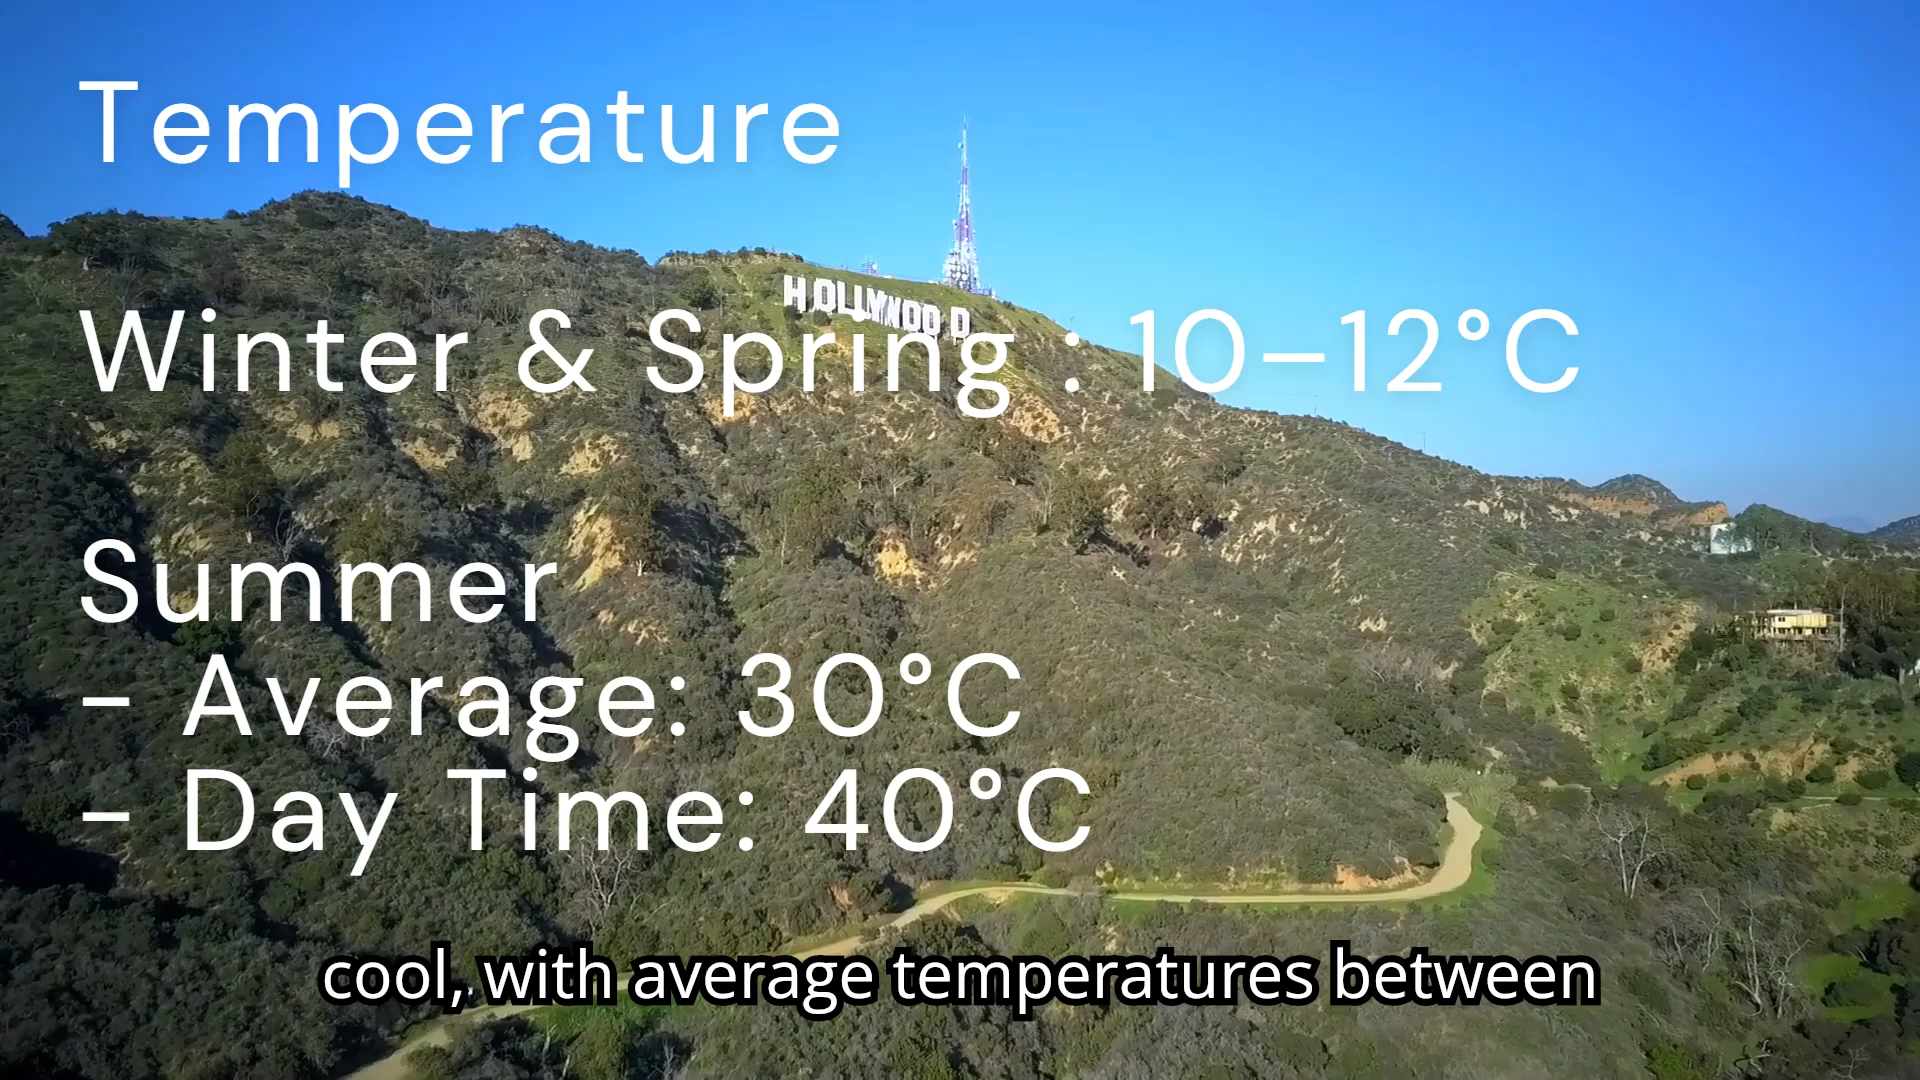 Temperature
HOLLYWOOD
Winter & Spring : 10–12°C
Summer
- Average: 30°C
- Day Time: 40°C
cool, with average temperatures between